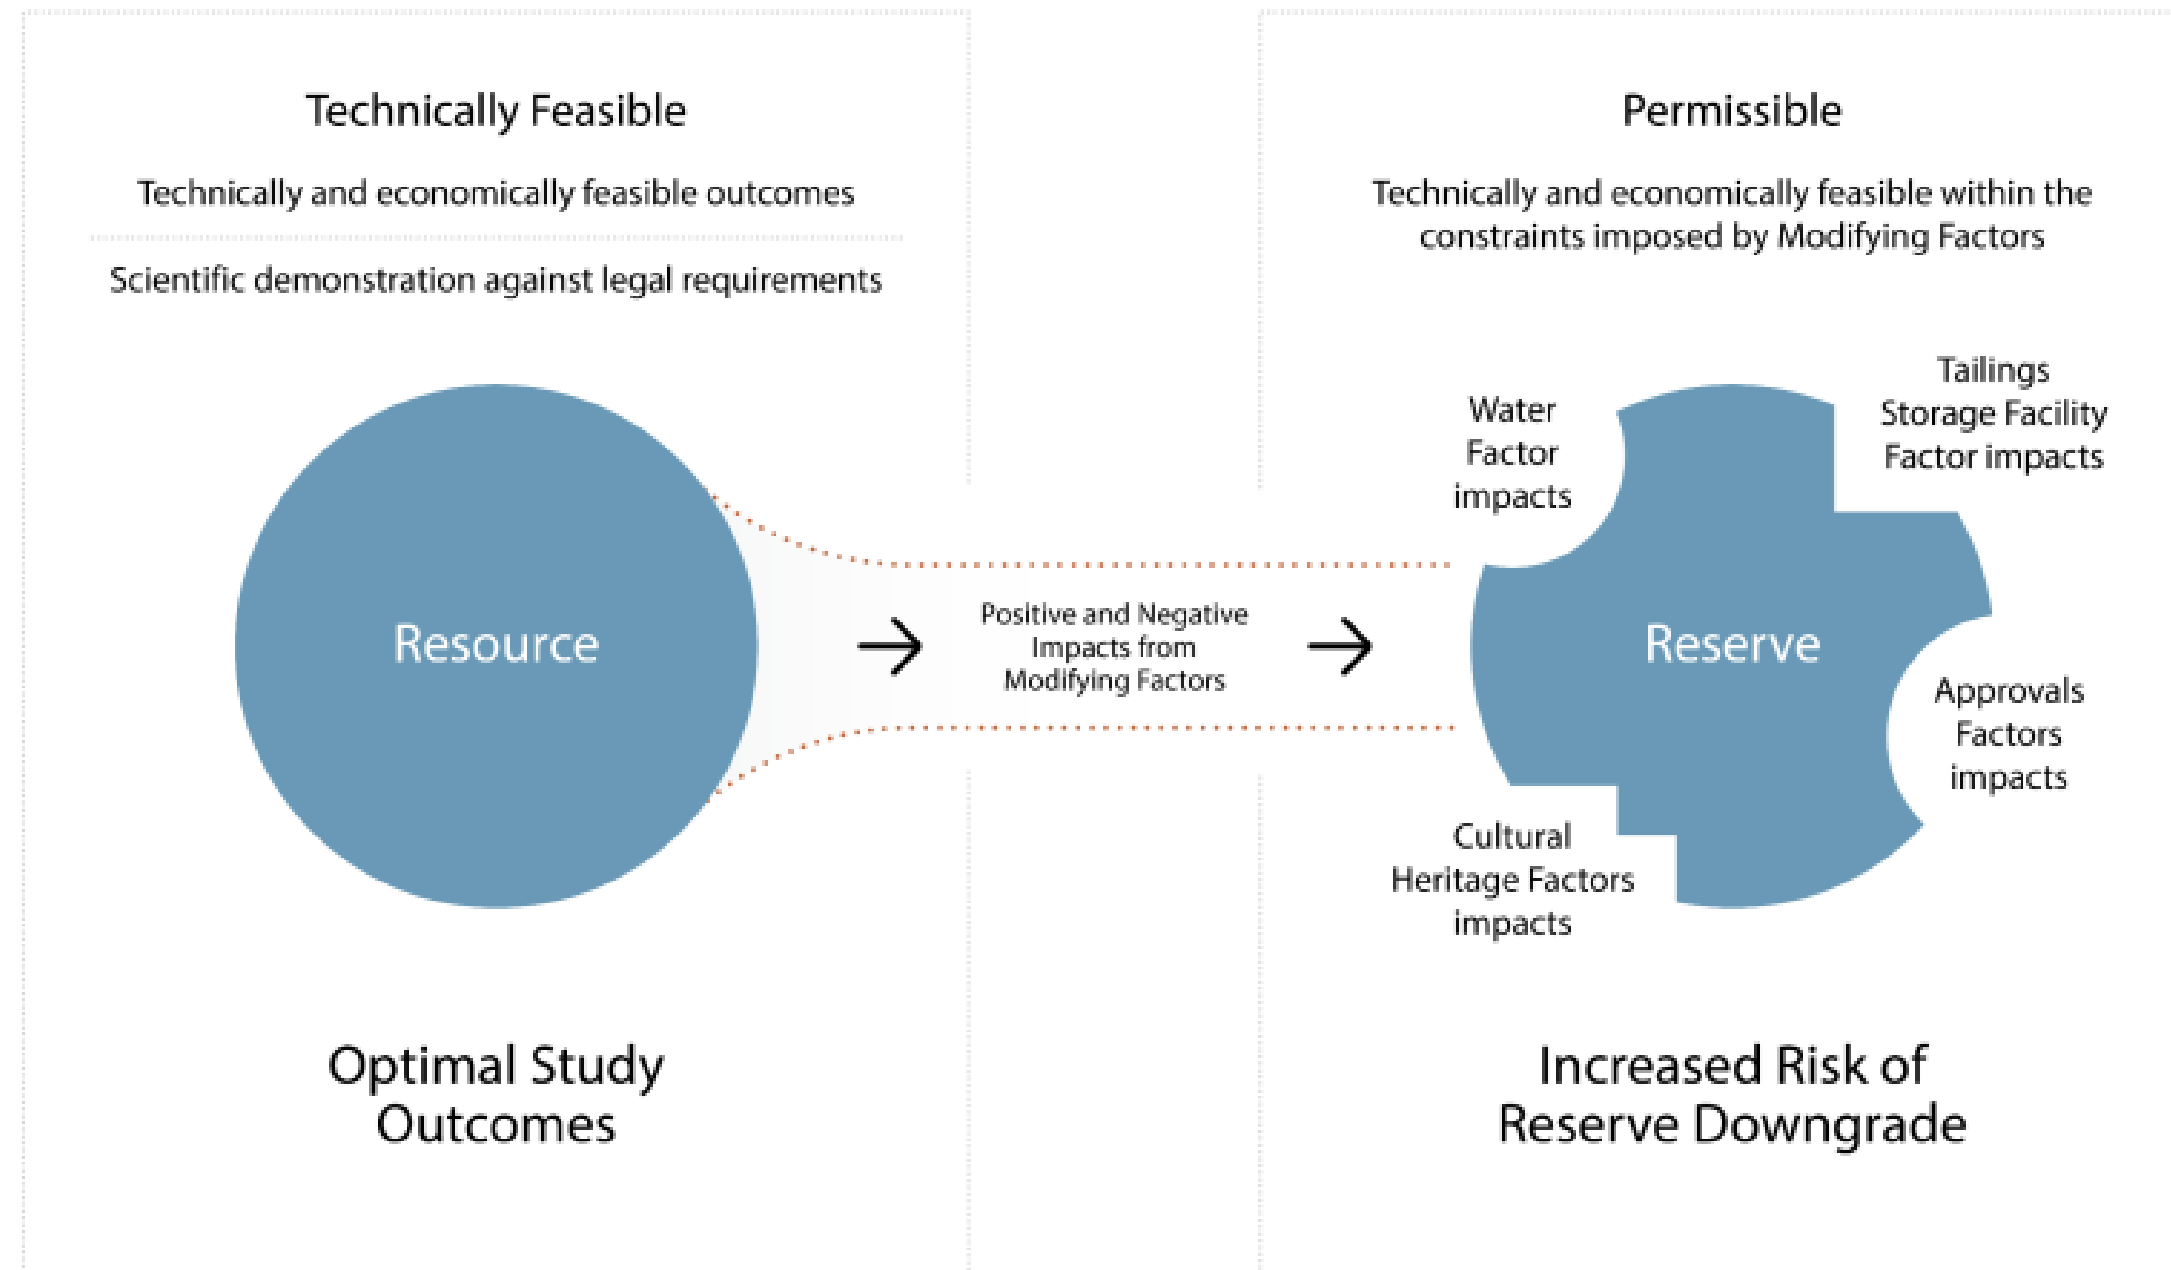 Technically Feasible
Technically and economically feasible outcomes
Scientific demonstration against legal requirements
Resource
Optimal Study
Outcomes
Positive and Negative
Impacts from
Modifying Factors
Permissible
Technically and economically feasible within the
constraints imposed by Modifying Factors
Water
Factor
impacts
Tailings
Storage Facility
Factor impacts
Reserve
Approvals
Factors
impacts
Cultural
Heritage Factors
impacts
Increased Risk of
Reserve Downgrade